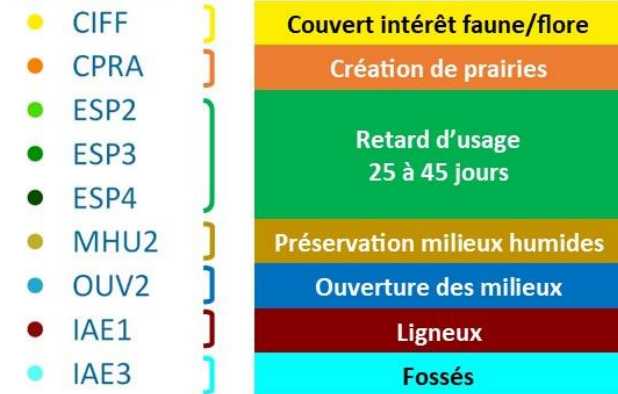 CIFF Couvert intérêt faune/flore
CPRA Création de prairies
ESP2
ESP3 Retard d'usage
25 à 45 jours
ESP4
MHU2 Préservation milieux humides
OUV2 Ouverture des milieux
IAE1 Ligneux
IAE3 Fossés